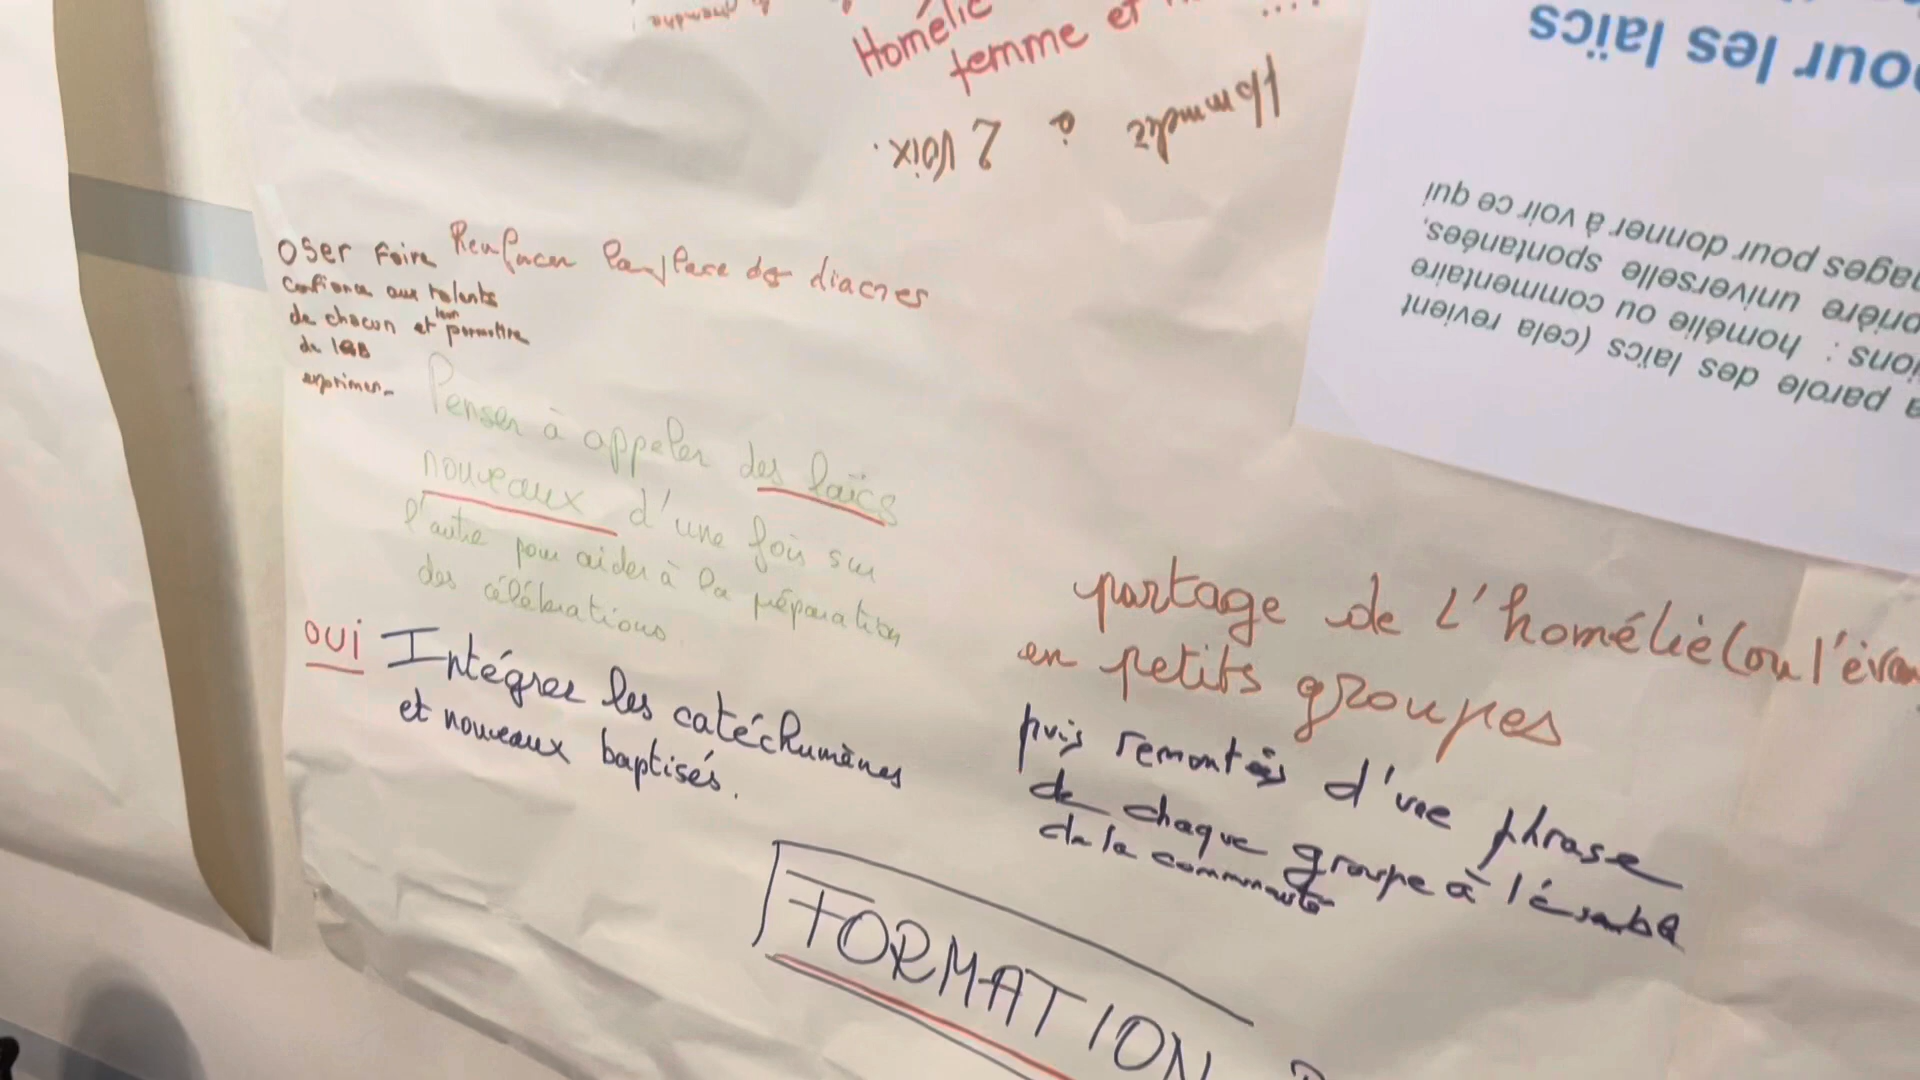 Homélie
femme et
Homélie à 2 voix.
Oser faire
confiance aux talents
de chacun et leur permettre
de les
exprimer
Renforcer la place des diacres
Penser à appeler des laïcs
nouveaux d'une fois sur
l'autre pour aider à la préparation
des célébrations
oui
Intégrer les catéchumènes
et nouveaux baptisés.
partage de l'homélie (ou l'évan
en petits groupes
puis remontées d'une phrase
de chaque groupe à l'
de la communauté
FORMATION
our les laïcs
a parole des laïcs (cela revient
ions : homélie ou commentaire
prière universelle spontanées,
ages pour donner à voir ce qui